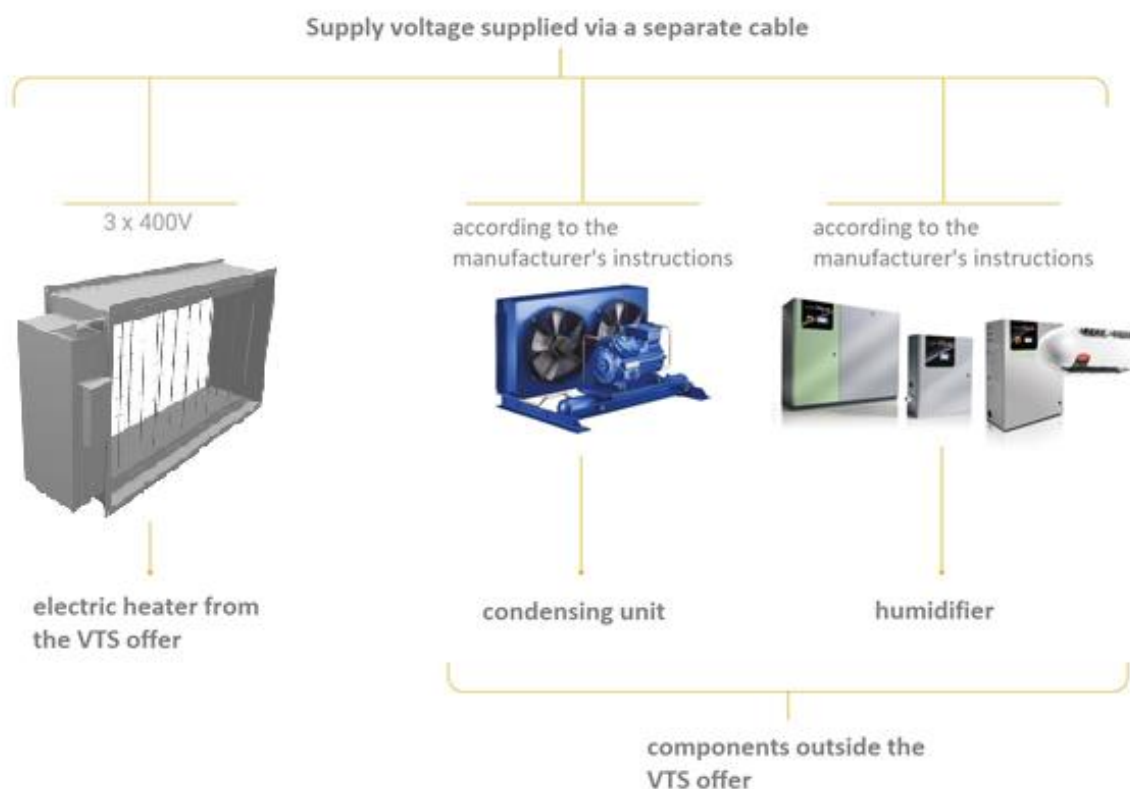 Supply voltage supplied via a separate cable
3 x 400V
according to the
manufacturer's instructions
according to the
manufacturer's instructions
electric heater from
the VTS offer
condensing unit
humidifier
components outside the
VTS offer